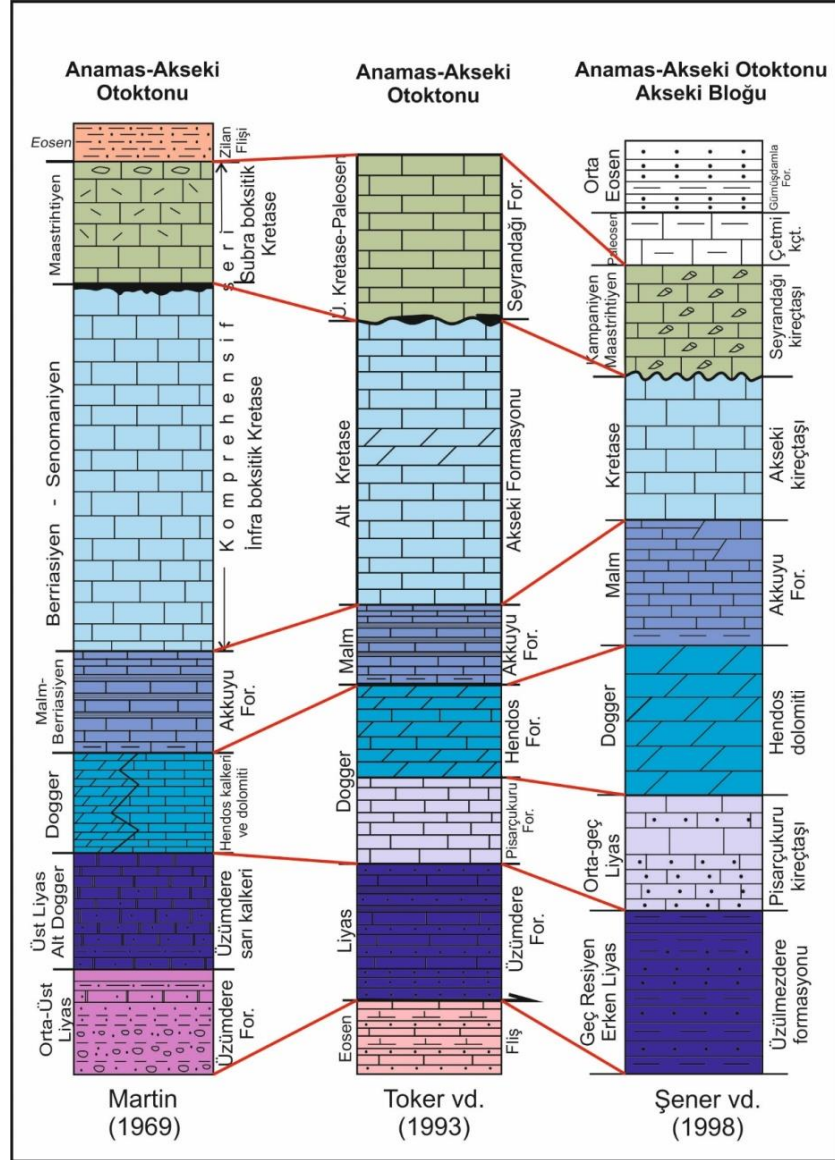 Anamas-Akseki
Otoktonu
Eosen
Zilan
Flişi
Maastrihtiyen
Subra boksitik
Kretase
Berriasiyen - Senomaniyen
Komprehensif seri
İnfra boksitik Kretase
Malm-
Berriasiyen
Akkuyu
For.
Dogger
Hendos kalkeri
ve dolomiti
Üst Liyas
Alt Dogger
Üzümdere
sarı kalkeri
Orta-Üst
Liyas
Üzümdere
For.
Martin
(1969)
Anamas-Akseki
Otoktonu
Ü. Kretase-Paleosen
Seyrandağı For.
Alt Kretase
Akseki Formasyonu
Malm
Akkuyu
For.
Dogger
Hendos
For.
Pisarçukuru
For.
Liyas
Üzümdere
For.
Eosen
Fliş
Toker vd.
(1993)
Anamas-Akseki Otoktonu
Akseki Bloğu
Orta
Eosen
Gümüşdamla
For.
Paleosen
Çetmi
kçt.
Kampaniyen
Maastrihtiyen
Seyrandağı
kireçtaşı
Kretase
Akseki
kireçtaşı
Malm
Akkuyu
For.
Dogger
Hendos
dolomiti
Orta-geç
Liyas
Pisarçukuru
kireçtaşı
Geç Resiyen
Erken Liyas
Üzülmezdere
formasyonu
Şener vd.
(1998)